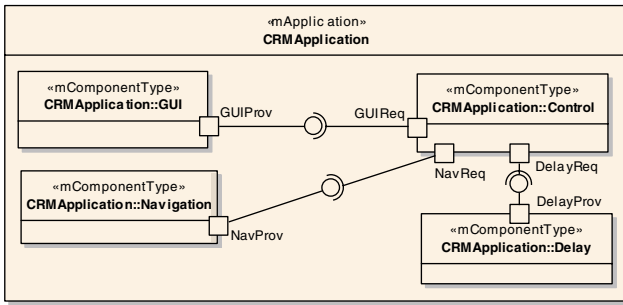 «mApplication»
CRMApplication
«mComponentType»
CRMApplication::GUI
GUIProv
GUIReq
«mComponentType»
CRMApplication::Control
NavReq
DelayReq
«mComponentType»
CRMApplication::Navigation
NavProv
DelayProv
«mComponentType»
CRMApplication::Delay